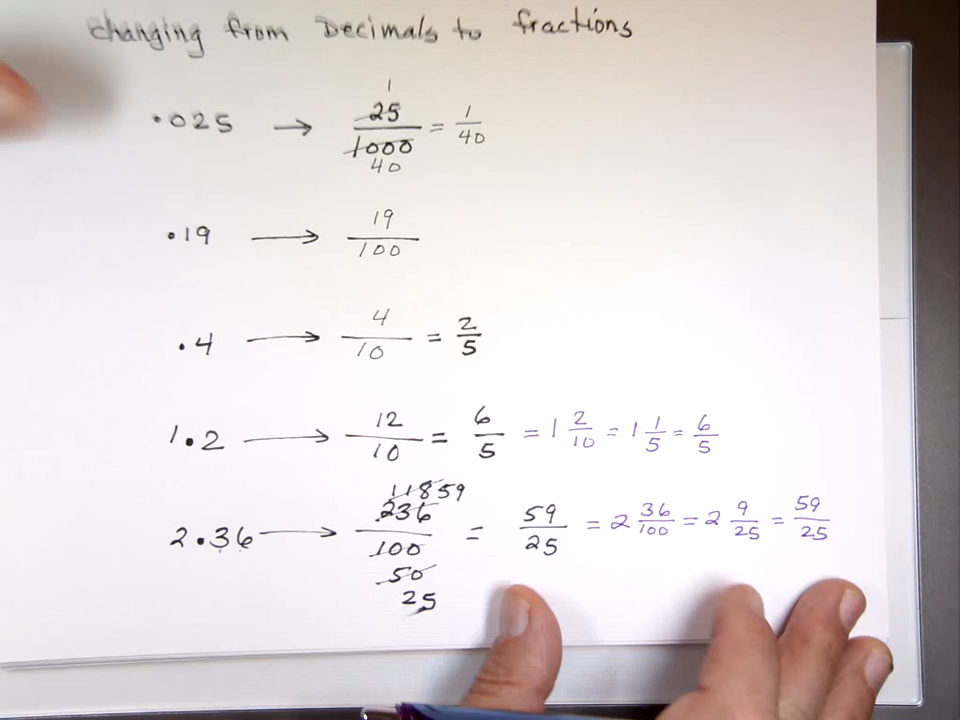 changing from Decimals to fractions
.025 → 25/1000 = 1/40
1
40
.19 → 19/100
.4 → 4/10 = 2/5
1.2 → 12/10 = 6/5 = 1 2/10 = 1 1/5 = 6/5
118 59
2.36 → 236/100 = 59/25 = 2 36/100 = 2 9/25 = 59/25
50
25